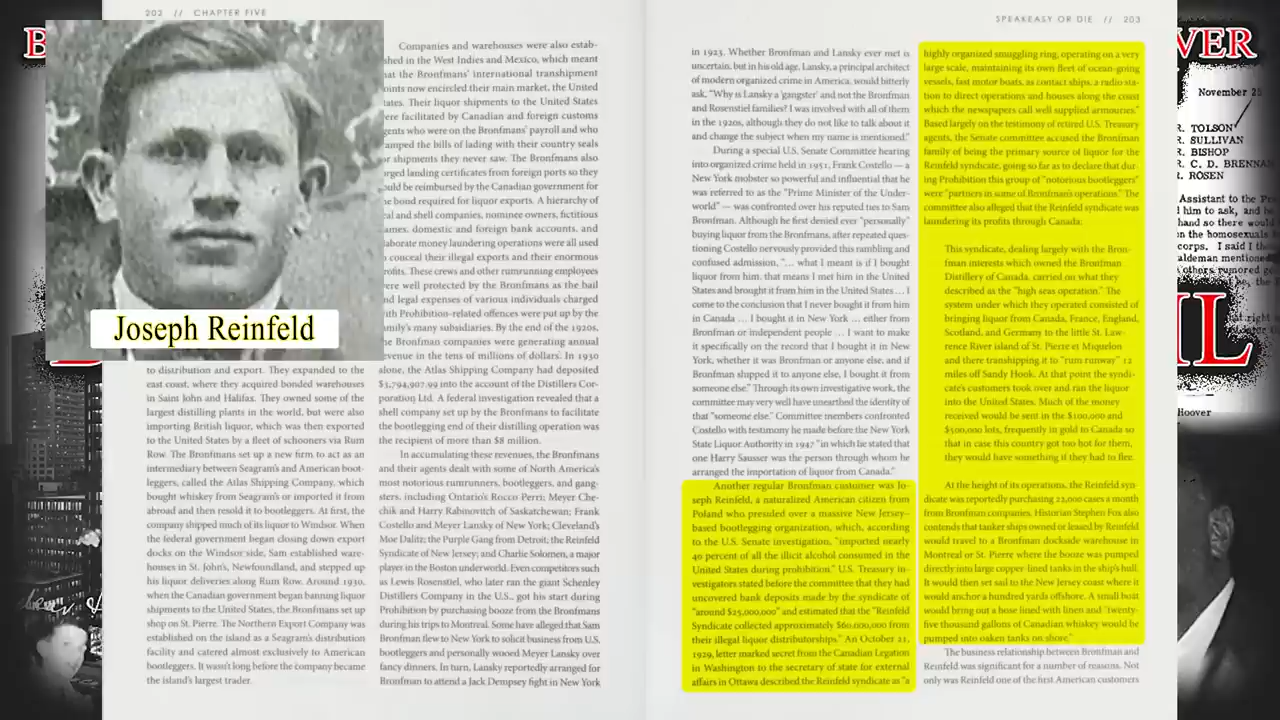 202 // CHAPTER FIVE
Joseph Reinfeld
Companies and warehouses were also estab-
shed in the West Indies and Mexico, which meant
at the Bronfmans' international transhipment
oints now encircled their main market, the United
tates. Their liquor shipments to the United States
ere facilitated by Canadian and foreign customs
gents who were on the Bronfmans' payroll and who
amped the bills of lading with their country seals
r shipments they never saw. The Bronfmans also
rged landing certificates from foreign ports so they
ould be reimbursed by the Canadian government for
e bond required for liquor exports. A hierarchy of
al and shell companies, nominee owners, fictitious
ames, domestic and foreign bank accounts, and
laborate money laundering operations were all used
o conceal their illegal exports and their enormous
rofits. These crews and other rumrunning employees
vere well protected by the Bronfmans as the bail
nd legal expenses of various individuals charged
ith Prohibition-related offences were put up by the
amily's many subsidiaries. By the end of the 1920s,
he Bronfman companies were generating annual
evenue in the tens of millions of dollars. In 1930
to distribution and export. They expanded to the
east coast, where they acquired bonded warehouses
in Saint John and Halifax. They owned some of the
largest distilling plants in the world, but were also
importing British liquor, which was then exported
to the United States by a fleet of schooners via Rum
Row. The Bronfmans set up a new firm to act as an
intermediary between Seagram's and American boot-
leggers, called the Atlas Shipping Company, which
bought whiskey from Seagram's or imported it from
abroad and then resold it to bootleggers. At first, the
company shipped much of its liquor to Windsor. When
the federal government began closing down export
docks on the Windsor side, Sam established ware-
houses in St. John's, Newfoundland, and stepped up
his liquor deliveries along Rum Row. Around 1930,
when the Canadian government began banning liquor
shipments to the United States, the Bronfmans set up
shop on St. Pierre. The Northern Export Company was
established on the island as a Seagram's distribution
facility and catered almost exclusively to American
bootleggers. It wasn't long before the company became
the island's largest trader.
alone, the Atlas Shipping Company had deposited
$3,794,907.99 into the account of the Distillers Cor-
poration Ltd. A federal investigation revealed that a
shell company set up by the Bronfmans to facilitate
the bootlegging end of their distilling operation was
the recipient of more than $8 million.
In accumulating these revenues, the Bronfmans
and their agents dealt with some of North America's
most notorious rumrunners, bootleggers, and gang-
sters, including Ontario's Rocco Perri; Meyer Che-
chik and Harry Rabinovitch of Saskatchewan; Frank
Costello and Meyer Lansky of New York; Cleveland's
Moe Dalitz; the Purple Gang from Detroit; the Reinfeld
Syndicate of New Jersey; and Charlie Solomen, a major
player in the Boston underworld. Even competitors such
as Lewis Rosenstiel, who later ran the giant Schenley
Distillers Company in the U.S., got his start during
Prohibition by purchasing booze from the Bronfmans
during his trips to Montreal. Some have alleged that Sam
Bronfman flew to New York to solicit business from U.S.
bootleggers and personally wooed Meyer Lansky over
fancy dinners. In turn, Lansky reportedly arranged for
Bronfman to attend a Jack Dempsey fight in New York
SPEAKEASY OR DIE // 203
in 1923. Whether Bronfman and Lansky ever met is
uncertain, but in his old age, Lansky, a principal architect
of modern organized crime in America, would bitterly
ask, "Why is Lansky a 'gangster' and not the Bronfman
and Rosenstiel families? I was involved with all of them
in the 1920s, although they do not like to talk about it
and change the subject when my name is mentioned."
During a special U.S. Senate Committee hearing
into organized crime held in 1951, Frank Costello — a
New York mobster so powerful and influential that he
was referred to as the "Prime Minister of the Under-
world" — was confronted over his reputed ties to Sam
Bronfman. Although he first denied ever "personally"
buying liquor from the Bronfmans, after repeated ques-
tioning Costello nervously provided this rambling and
confused admission, "... what I meant is if I bought
liquor from him, that means I met him in the United
States and brought it from him in the United States ... I
come to the conclusion that I never bought it from him
in Canada ... I bought it in New York ... either from
Bronfman or independent people ... I want to make
it specifically on the record that I bought it in New
York, whether it was Bronfman or anyone else, and if
Bronfman shipped it to anyone else, I bought it from
someone else." Through its own investigative work, the
committee may very well have unearthed the identity of
that "someone else." Committee members confronted
Costello with testimony he made before the New York
State Liquor Authority in 1947 "in which he stated that
one Harry Sausser was the person through whom he
arranged the importation of liquor from Canada."
Another regular Bronfman customer was Jo-
seph Reinfeld, a naturalized American citizen from
Poland who presided over a massive New Jersey–
based bootlegging organization, which, according
to the U.S. Senate investigation, "imported nearly
40 percent of all the illicit alcohol consumed in the
United States during prohibition." U.S. Treasury in-
vestigators stated before the committee that they had
uncovered bank deposits made by the syndicate of
"around $25,000,000" and estimated that the "Reinfeld
Syndicate collected approximately $60,000,000 from
their illegal liquor distributorships." An October 21,
1929, letter marked secret from the Canadian Legation
in Washington to the secretary of state for external
affairs in Ottawa described the Reinfeld syndicate as "a
highly organized smuggling ring, operating on a very
large scale, maintaining its own fleet of ocean-going
vessels, fast motor boats, as contact ships, a radio sta-
tion to direct operations and houses along the coast
which the newspapers call well supplied armouries."
Based largely on the testimony of retired U.S. Treasury
agents, the Senate committee accused the Bronfman
family of being the primary source of liquor for the
Reinfeld syndicate, going so far as to declare that dur-
ing Prohibition this group of "notorious bootleggers"
were "partners in some of Bronfman's operations." The
committee also alleged that the Reinfeld syndicate was
laundering its profits through Canada:
This syndicate, dealing largely with the Bron-
fman interests which owned the Bronfman
Distillery of Canada, carried on what they
described as the "high seas operation." The
system under which they operated consisted of
bringing liquor from Canada, France, England,
Scotland, and Germany to the little St. Law-
rence River island of St. Pierre et Miquelon
and there transhipping it to "rum runway" 12
miles off Sandy Hook. At that point the syndi-
cate's customers took over and ran the liquor
into the United States. Much of the money
received would be sent in the $100,000 and
$500,000 lots, frequently in gold to Canada so
that in case this country got too hot for them,
they would have something if they had to flee.
At the height of its operations, the Reinfeld syn-
dicate was reportedly purchasing 22,000 cases a month
from Bronfman companies. Historian Stephen Fox also
contends that tanker ships owned or leased by Reinfeld
would travel to a Bronfman dockside warehouse in
Montreal or St. Pierre where the booze was pumped
directly into large copper-lined tanks in the ship's hull.
It would then set sail to the New Jersey coast where it
would anchor a hundred yards offshore. A small boat
would bring out a hose lined with linen and "twenty-
five thousand gallons of Canadian whiskey would be
pumped into oaken tanks on shore."
The business relationship between Bronfman and
Reinfeld was significant for a number of reasons. Not
only was Reinfeld one of the first American customers
B
VER
November 25
R. TOLSON
R. SULLIVAN
R. BISHOP
R. C. D. BRENNAN
R. ROSEN
Assistant to the
him to ask, and
hand so there would
n the homosexuals
corps. I said I
aldeman mentioned
others rumored
IL
Hoover